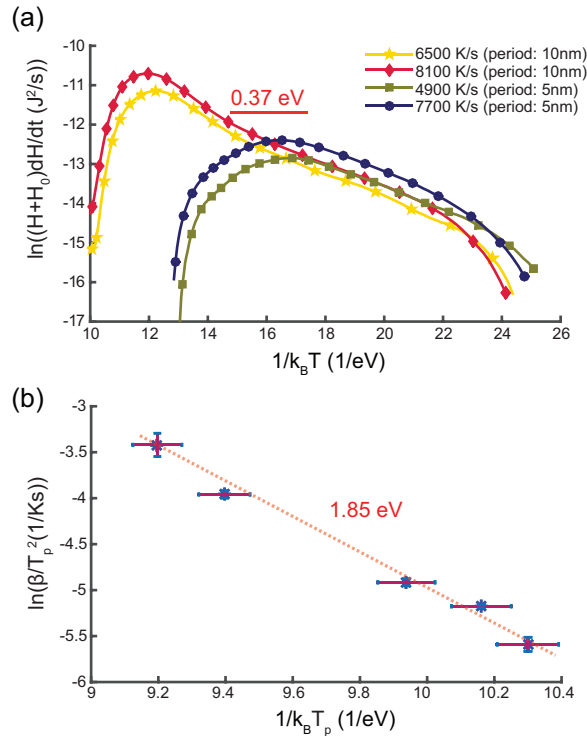 (a)
-10
-11
-12
-13
-14
-15
-16
-17
ln((H+H₀)dH/dt (J²/s)
6500 K/s (period: 10nm)
8100 K/s (period: 10nm)
4900 K/s (period: 5nm)
7700 K/s (period: 5nm)
0.37 eV
10 12 14 16 18 20 22 24 26
1/k_BT (1/eV)
(b)
-3
-3.5
-4
-4.5
-5
-5.5
-6
ln(β/T_p²(1/Ks))
1.85 eV
9 9.2 9.4 9.6 9.8 10 10.2 10.4
1/k_BT_p (1/eV)